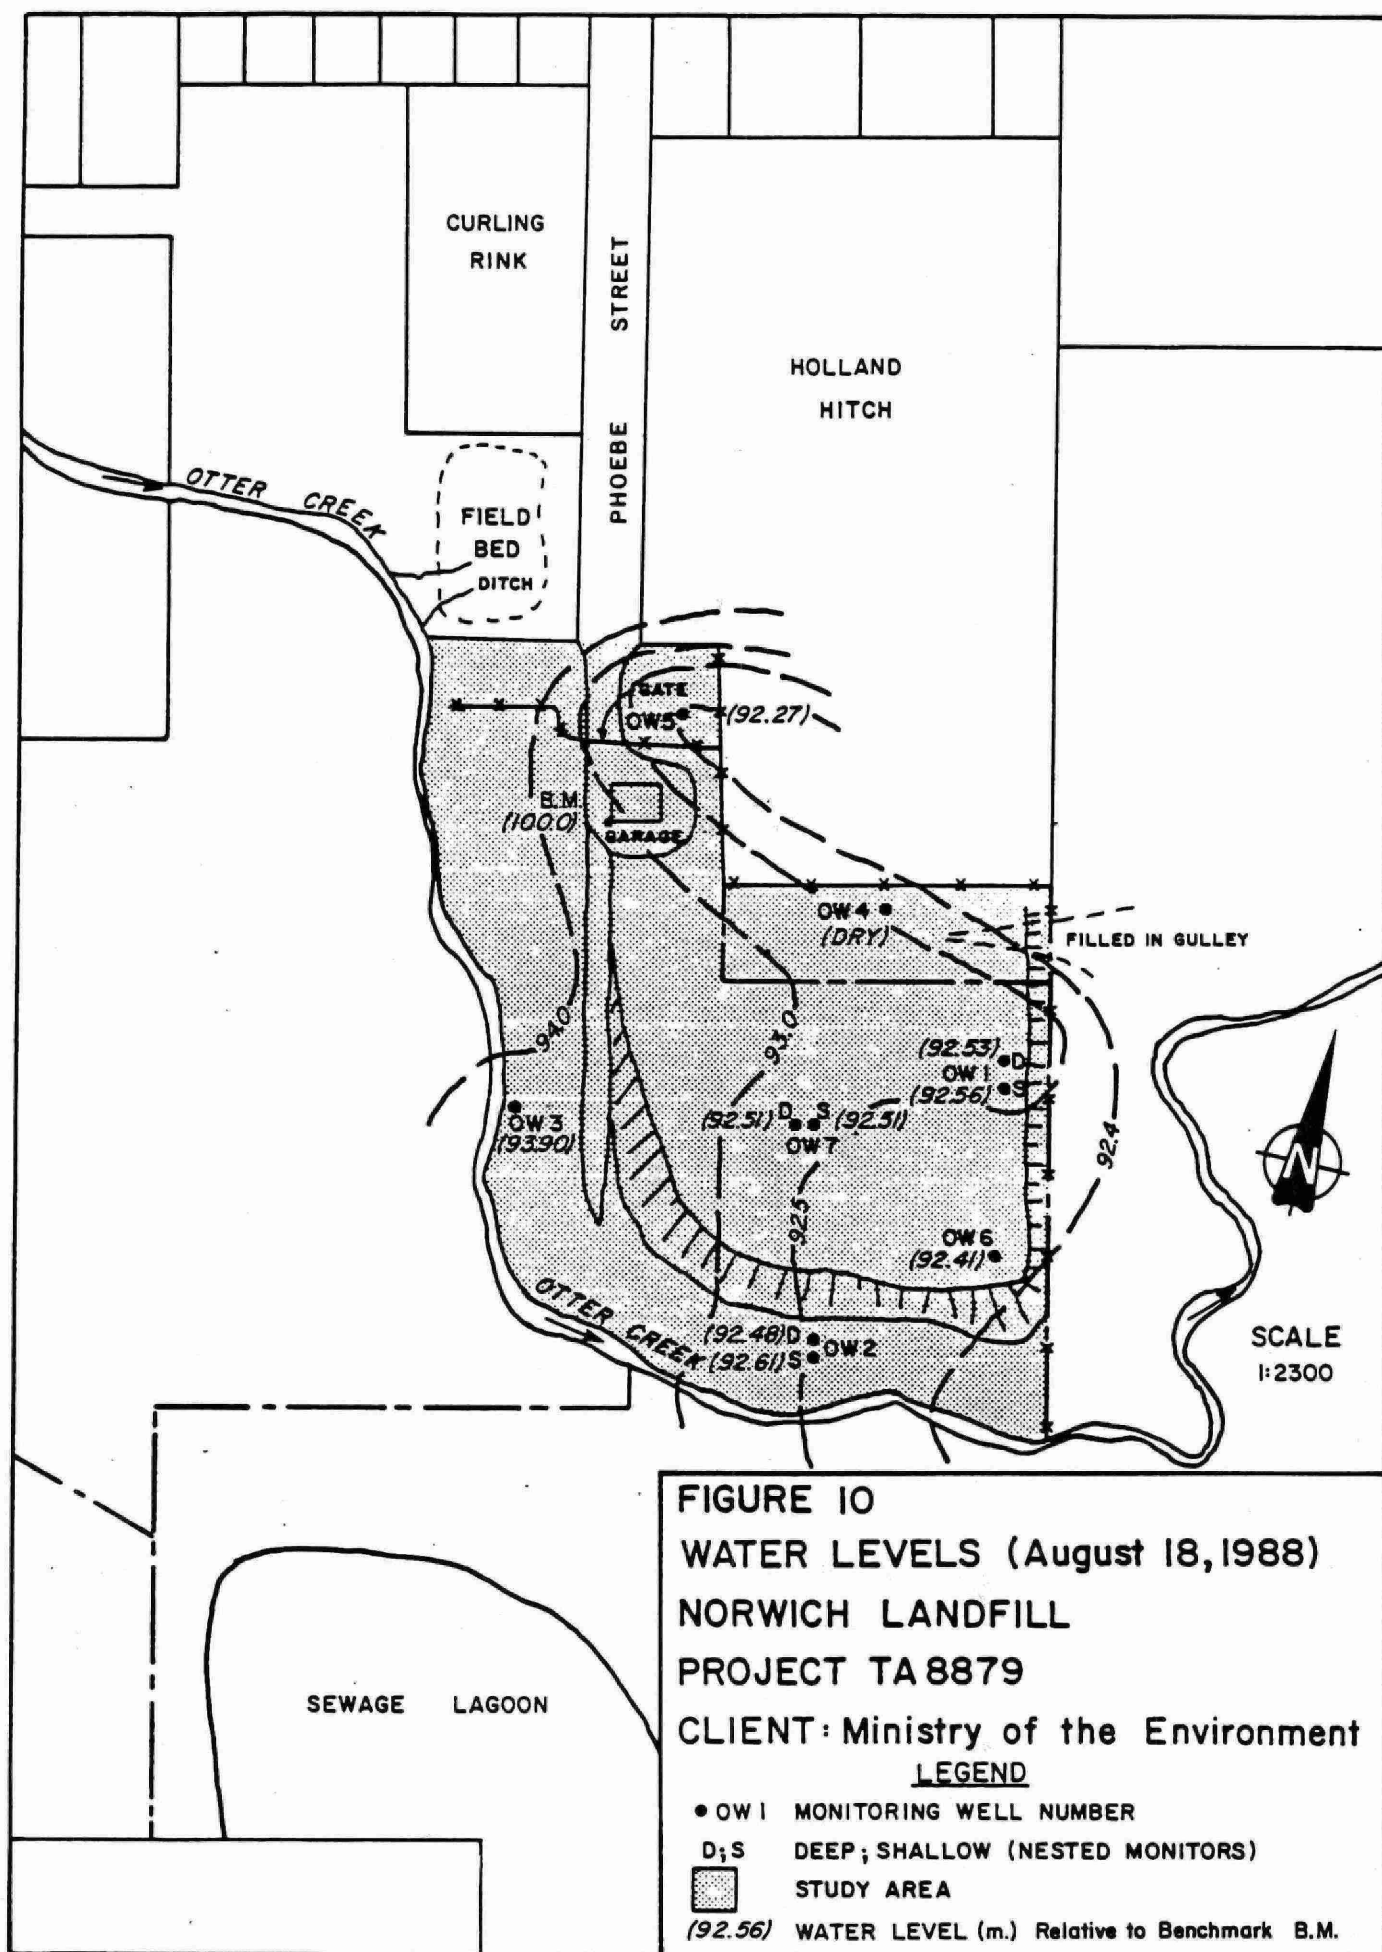 CURLING
RINK
PHOEBE STREET
HOLLAND
HITCH
OTTER CREEK
FIELD
BED
DITCH
GATE
OW5
(92.27)
B.M.
(100.0)
GARAGE
OW4
(DRY)
FILLED IN GULLEY
94.0
93.0
(92.53) D
OW 1
(92.56) S
OW3
(93.90)
D S
(92.51) (92.51)
OW7
92.4
92.5
OW6
(92.41)
N
OTTER CREEK
(92.48) D
OW2
(92.61) S
SCALE
1:2300
FIGURE 10
WATER LEVELS (August 18, 1988)
NORWICH LANDFILL
PROJECT TA 8879
CLIENT: Ministry of the Environment
LEGEND
OW 1 MONITORING WELL NUMBER
D;S DEEP; SHALLOW (NESTED MONITORS)
STUDY AREA
(92.56) WATER LEVEL (m.) Relative to Benchmark B.M.
SEWAGE LAGOON